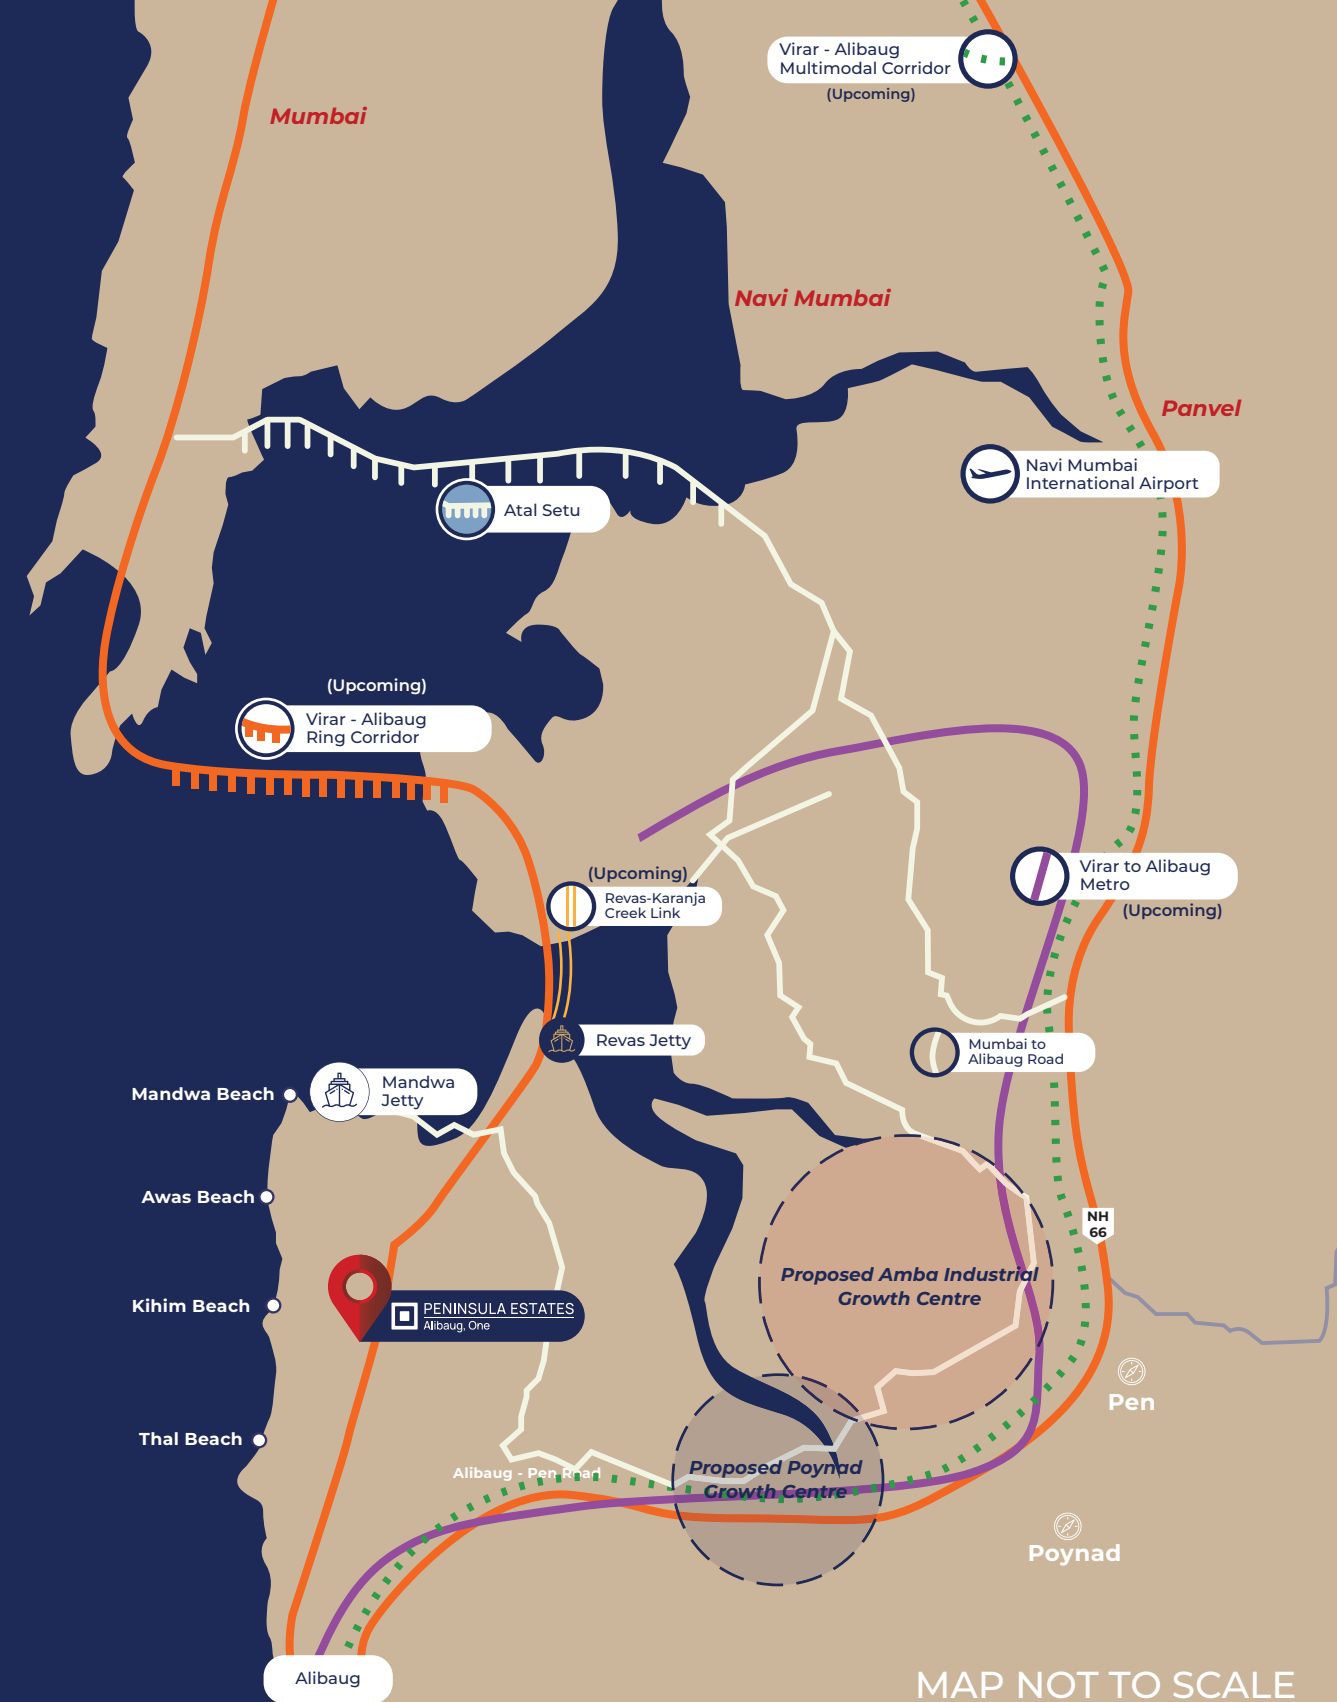 Virar - Alibaug
Multimodal Corridor
(Upcoming)
Mumbai
Navi Mumbai
Panvel
Navi Mumbai
International Airport
Atal Setu
(Upcoming)
Virar - Alibaug
Ring Corridor
(Upcoming)
Revas-Karanja
Creek Link
Virar to Alibaug
Metro
(Upcoming)
Revas Jetty
Mumbai to
Alibaug Road
Mandwa Beach
Mandwa
Jetty
Awas Beach
NH
66
Proposed Amba Industrial
Growth Centre
Kihim Beach
PENINSULA ESTATES
Alibaug, One
Pen
Thal Beach
Alibaug - Pen Road
Proposed Poynad
Growth Centre
Poynad
Alibaug
MAP NOT TO SCALE